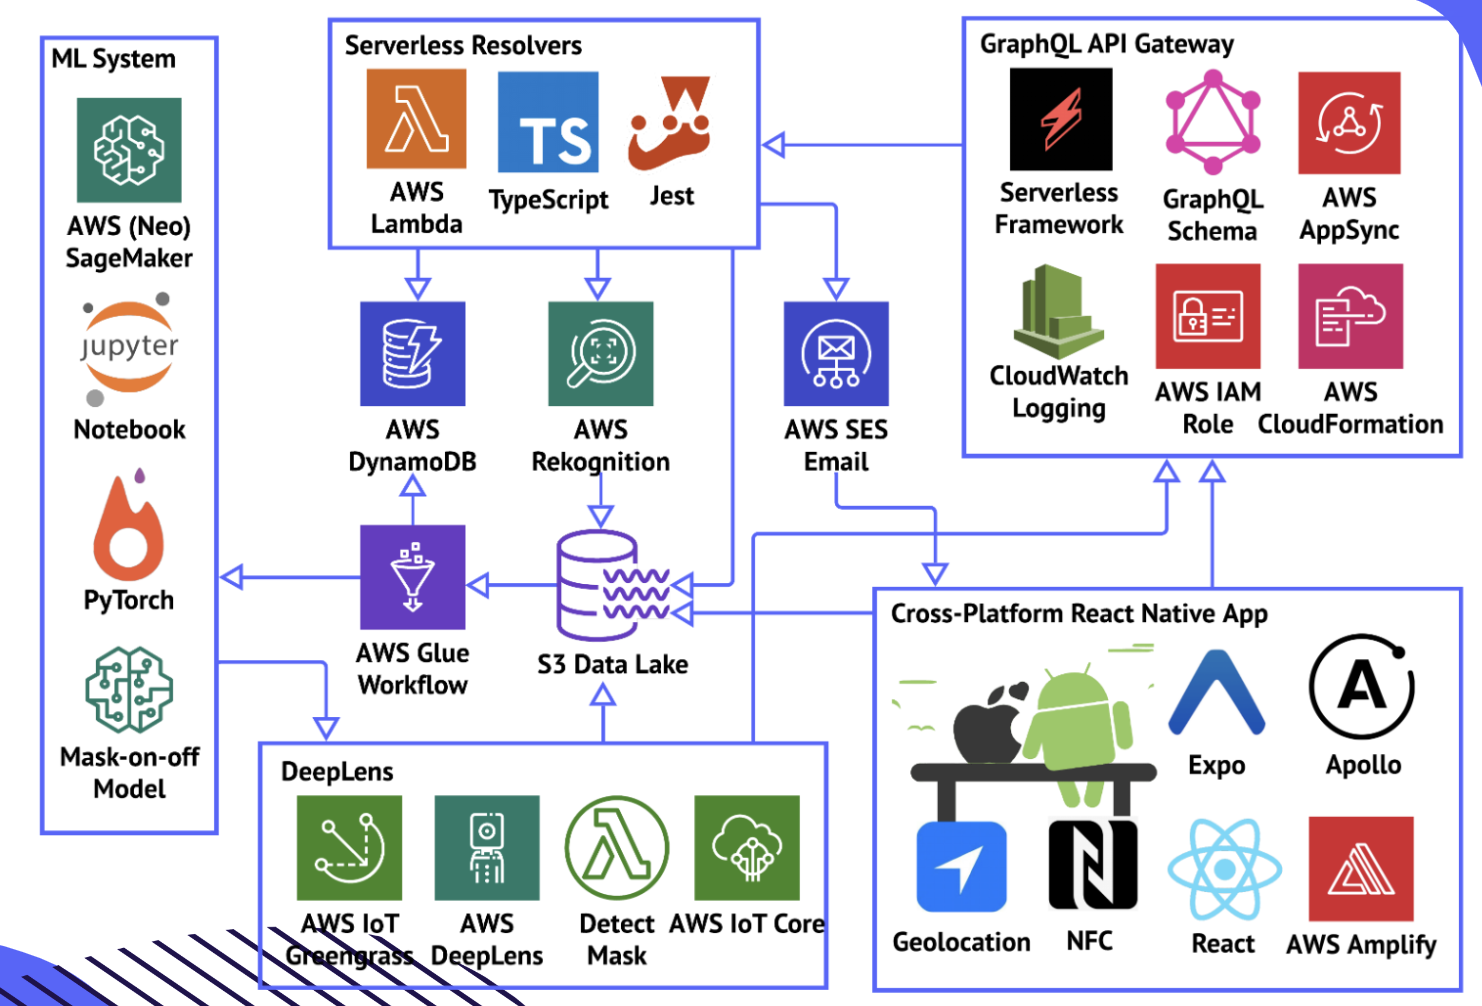 ML System
AWS (Neo)
SageMaker
jupyter
Notebook
PyTorch
Mask-on-off
Model
Serverless Resolvers
TS
AWS
Lambda
TypeScript
Jest
AWS
DynamoDB
AWS
Rekognition
AWS SES
Email
AWS Glue
Workflow
S3 Data Lake
GraphQL API Gateway
Serverless
Framework
GraphQL
Schema
AWS
AppSync
CloudWatch
Logging
AWS IAM
Role
AWS
CloudFormation
DeepLens
AWS IoT
Greengrass
AWS
DeepLens
Detect
Mask
AWS IoT Core
Cross-Platform React Native App
Expo
A
Apollo
Geolocation
NFC
React
AWS Amplify